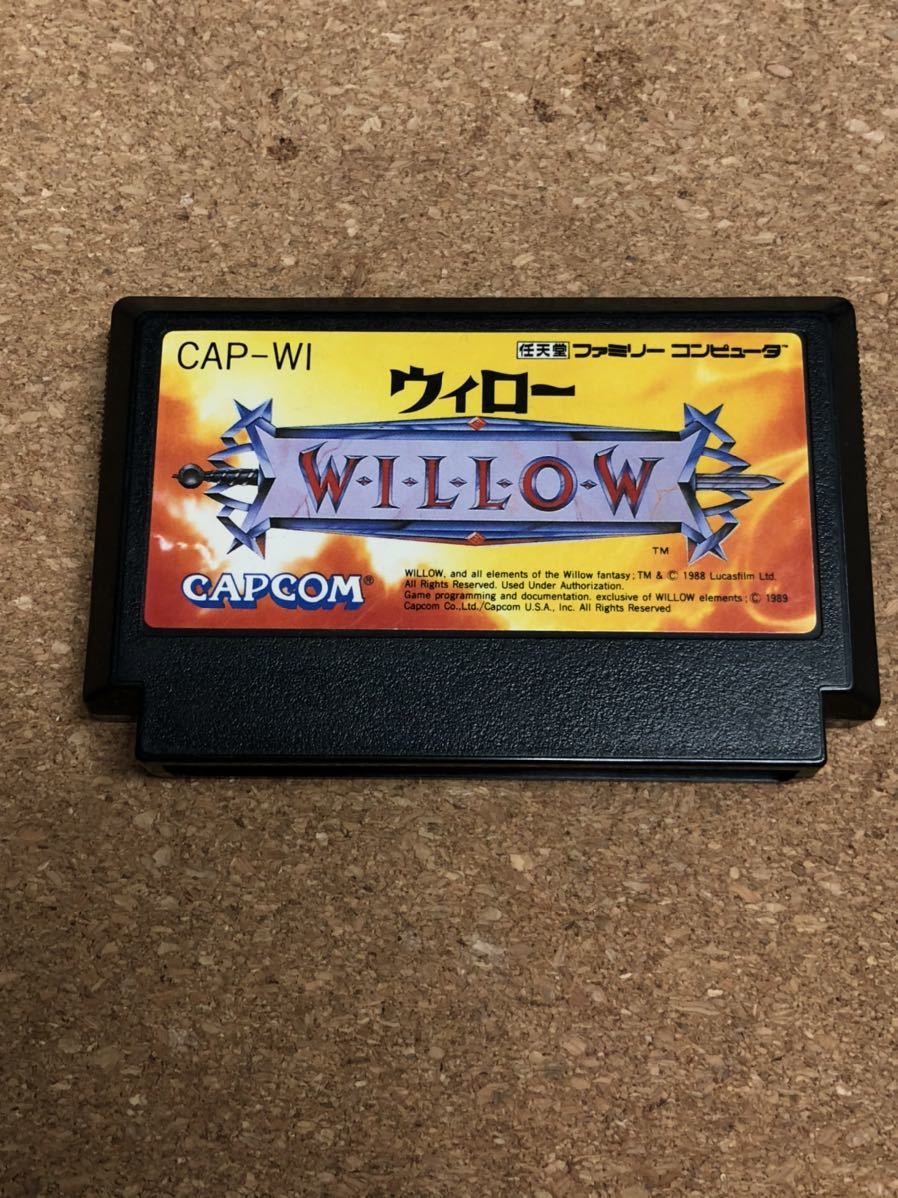 CAP-WI
任天堂 ファミリー コンピュータ™
ウィロー
W·I·L·L·O·W
TM
CAPCOM®
WILLOW, and all elements of the Willow fantasy; TM & © 1988 Lucasfilm Ltd.
All Rights Reserved. Used Under Authorization.
Game programming and documentation. exclusive of WILLOW elements; © 1989
Capcom Co.,Ltd./Capcom U.S.A., Inc. All Rights Reserved